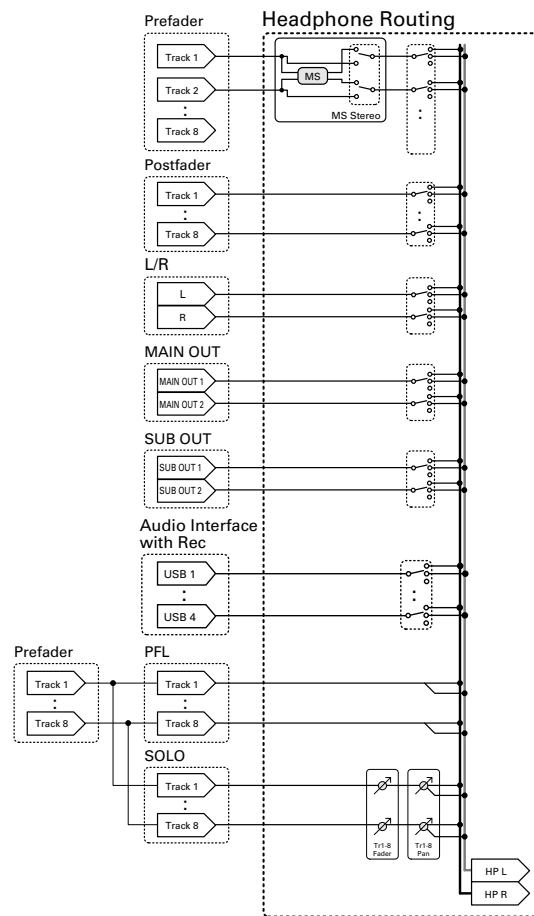 Prefader
Headphone Routing
Track 1
MS
Track 2
MS Stereo
Track 8
Postfader
Track 1
Track 8
L/R
L
R
MAIN OUT
MAIN OUT 1
MAIN OUT 2
SUB OUT
SUB OUT 1
SUB OUT 2
Audio Interface
with Rec
USB 1
USB 4
Prefader
PFL
Track 1
Track 1
Track 8
Track 8
SOLO
Track 1
Track 8
Tr1-8
Fader
Tr1-8
Pan
HP L
HP R